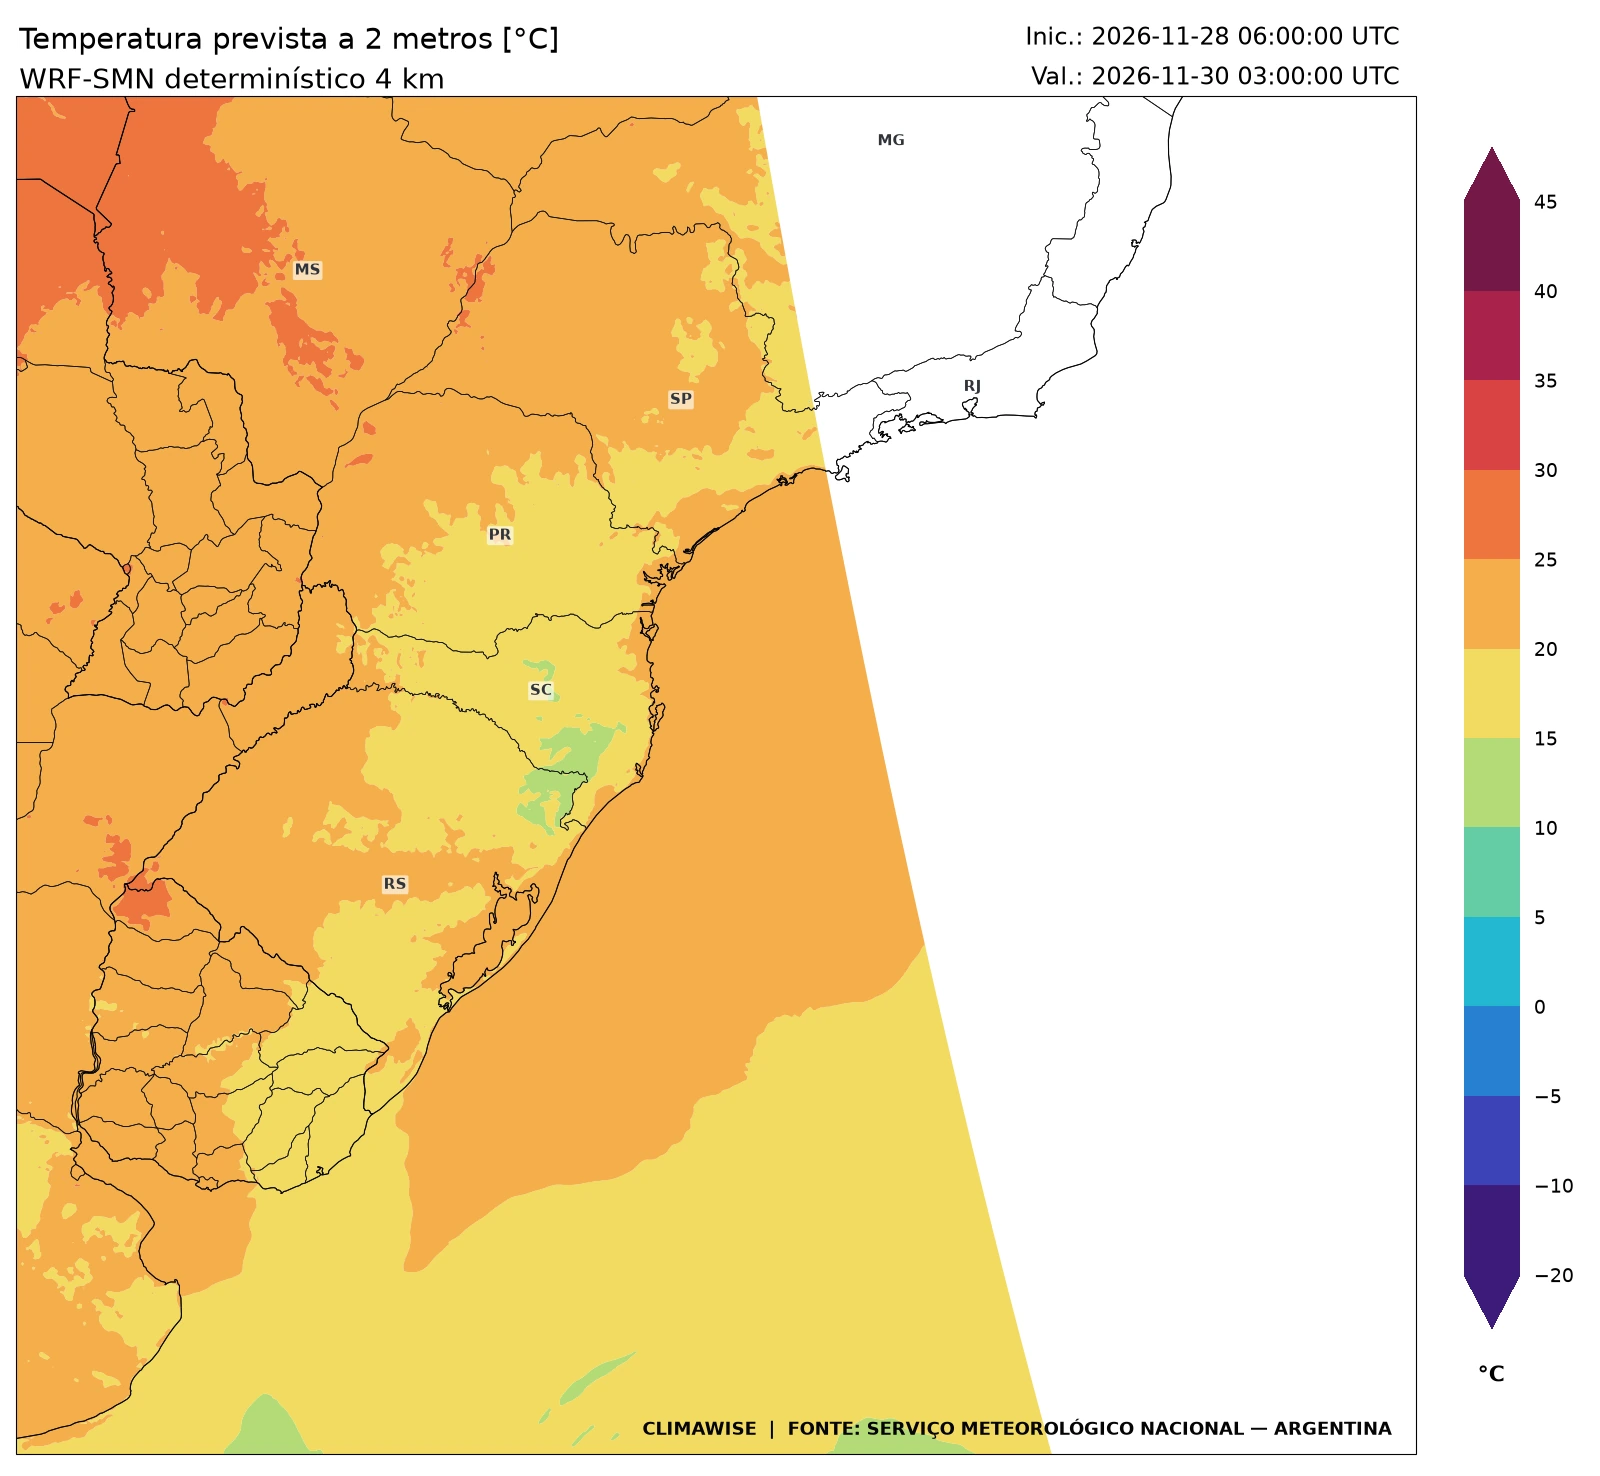 Temperatura prevista a 2 metros [°C]
WRF-SMN determinístico 4 km
Inic.: 2026-11-28 06:00:00 UTC
Val.: 2026-11-30 03:00:00 UTC
MG
MS
RJ
SP
PR
SC
RS
45
40
35
30
25
20
15
10
5
0
−5
−10
−20
°C
CLIMAWISE | FONTE: SERVIÇO METEOROLÓGICO NACIONAL — ARGENTINA